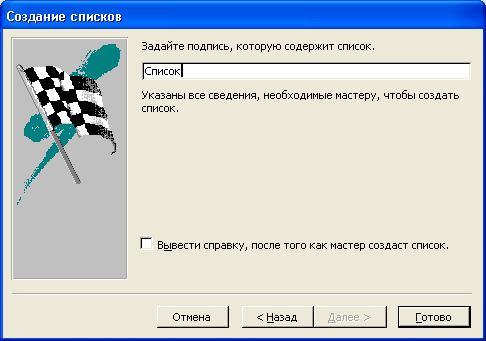 Создание списков
Задайте подпись, которую содержит список.
Список
Указаны все сведения, необходимые мастеру, чтобы создать
список.
Вывести справку, после того как мастер создаст список.
Отмена
< Назад
Далее >
Готово